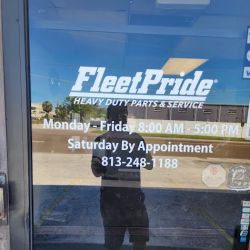 FleetPride
HEAVY DUTY PARTS & SERVICE
Monday - Friday 8:00 AM - 5:00 PM
Saturday By Appointment
813-248-1188